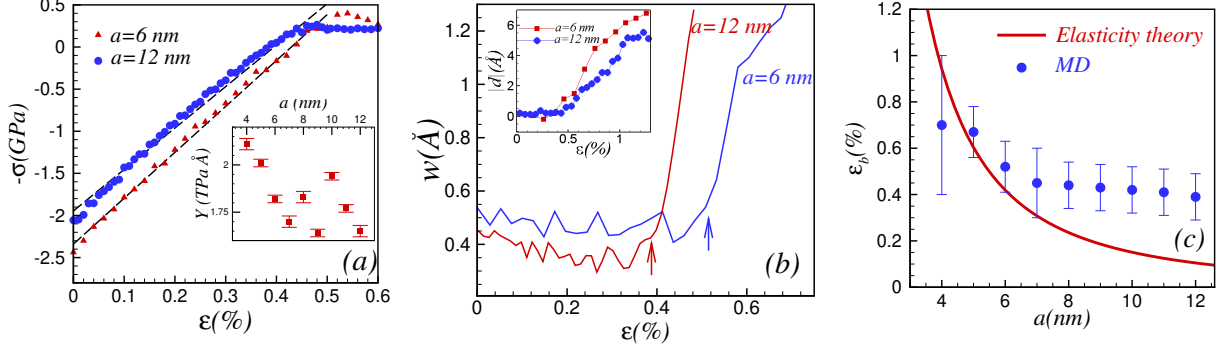 a=6 nm
a=12 nm
-σ(GPa)
0.5
0
-0.5
-1
-1.5
-2
-2.5
0
0.1
0.2
0.3
0.4
0.5
0.6
ε(%)
(a)
a (nm)
4
6
8
10
12
Y (TPa Å)
2
1.75
w(Å)
1.2
1
0.8
0.6
0.4
0
0.2
0.4
0.6
ε(%)
(b)
a=12 nm
a=6 nm
|d|(Å)
6
4
2
0
0
0.5
1
ε(%)
a=6 nm
a=12 nm
ε_b(%)
1.2
1
0.8
0.6
0.4
0.2
0
4
6
8
10
12
a(nm)
(c)
Elasticity theory
MD